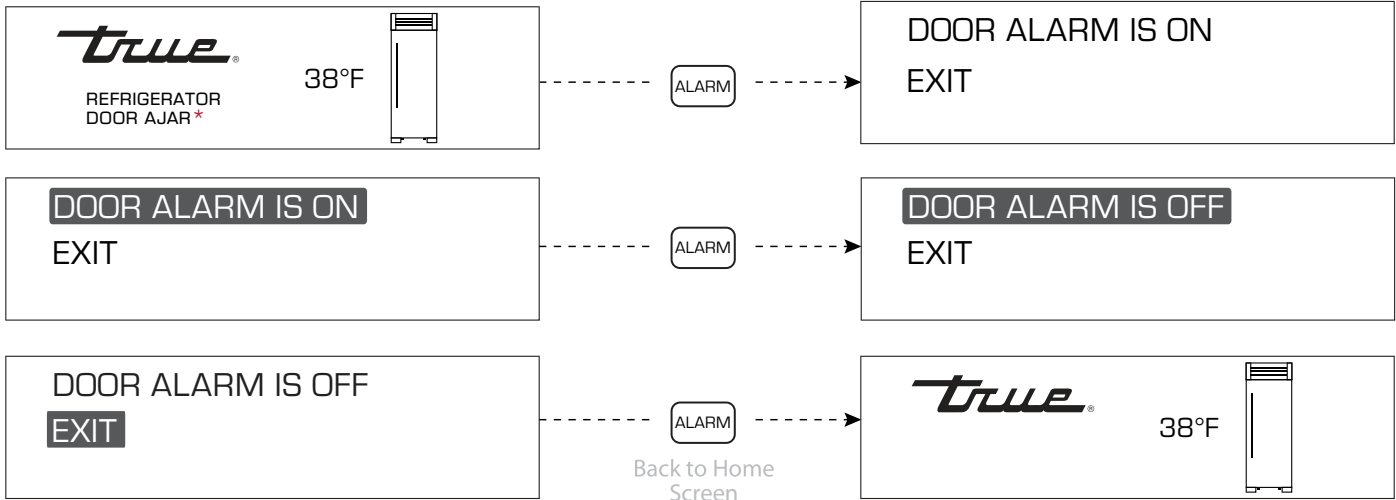 true®
38°F
REFRIGERATOR
DOOR AJAR*
ALARM
DOOR ALARM IS ON
EXIT
DOOR ALARM IS ON
EXIT
ALARM
DOOR ALARM IS OFF
EXIT
DOOR ALARM IS OFF
EXIT
ALARM
Back to Home
Screen
true®
38°F